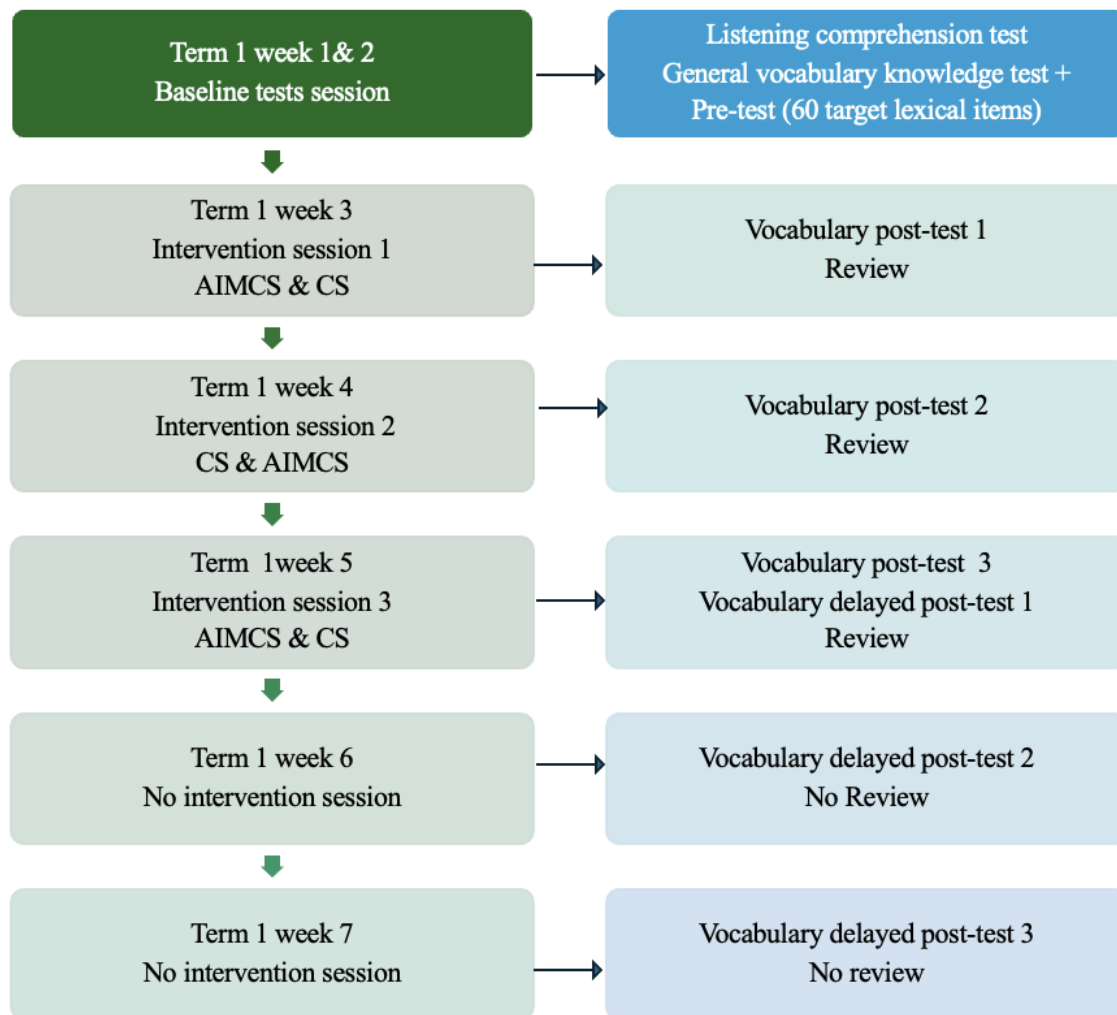 Term 1 week 1& 2
Baseline tests session
Listening comprehension test
General vocabulary knowledge test +
Pre-test (60 target lexical items)
Term 1 week 3
Intervention session 1
AIMCS & CS
Vocabulary post-test 1
Review
Term 1 week 4
Intervention session 2
CS & AIMCS
Vocabulary post-test 2
Review
Term 1week 5
Intervention session 3
AIMCS & CS
Vocabulary post-test 3
Vocabulary delayed post-test 1
Review
Term 1 week 6
No intervention session
Vocabulary delayed post-test 2
No Review
Term 1 week 7
No intervention session
Vocabulary delayed post-test 3
No review